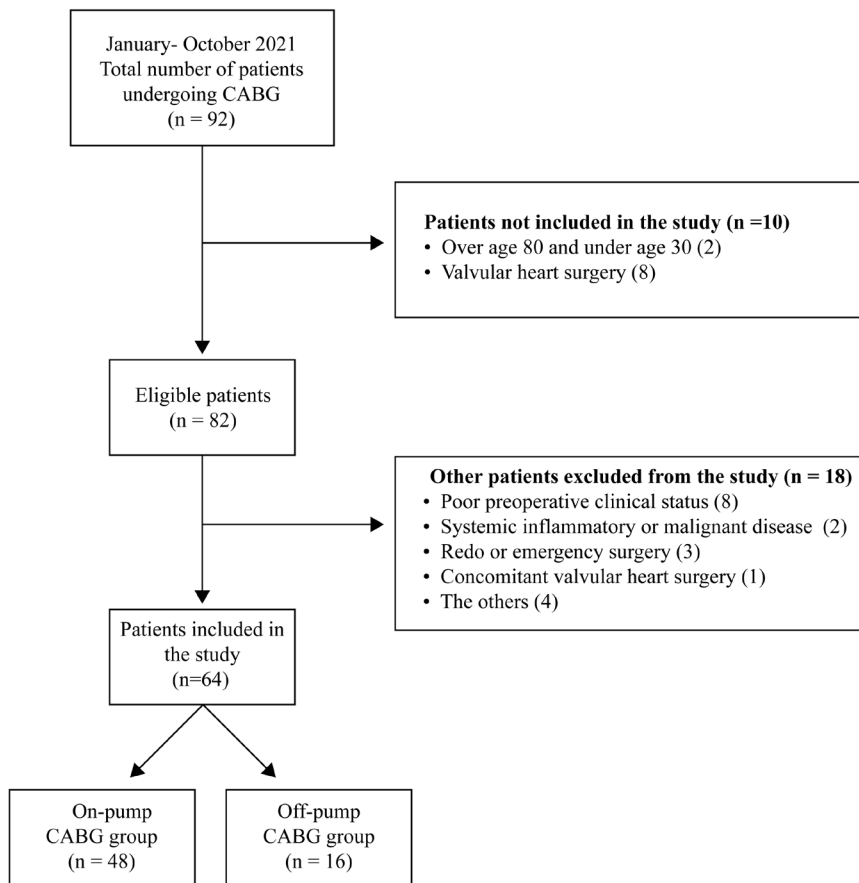 January- October 2021
Total number of patients
undergoing CABG
(n = 92)
Patients not included in the study (n =10)
• Over age 80 and under age 30 (2)
• Valvular heart surgery (8)
Eligible patients
(n = 82)
Other patients excluded from the study (n = 18)
• Poor preoperative clinical status (8)
• Systemic inflammatory or malignant disease (2)
• Redo or emergency surgery (3)
• Concomitant valvular heart surgery (1)
• The others (4)
Patients included in
the study
(n=64)
On-pump
CABG group
(n = 48)
Off-pump
CABG group
(n = 16)